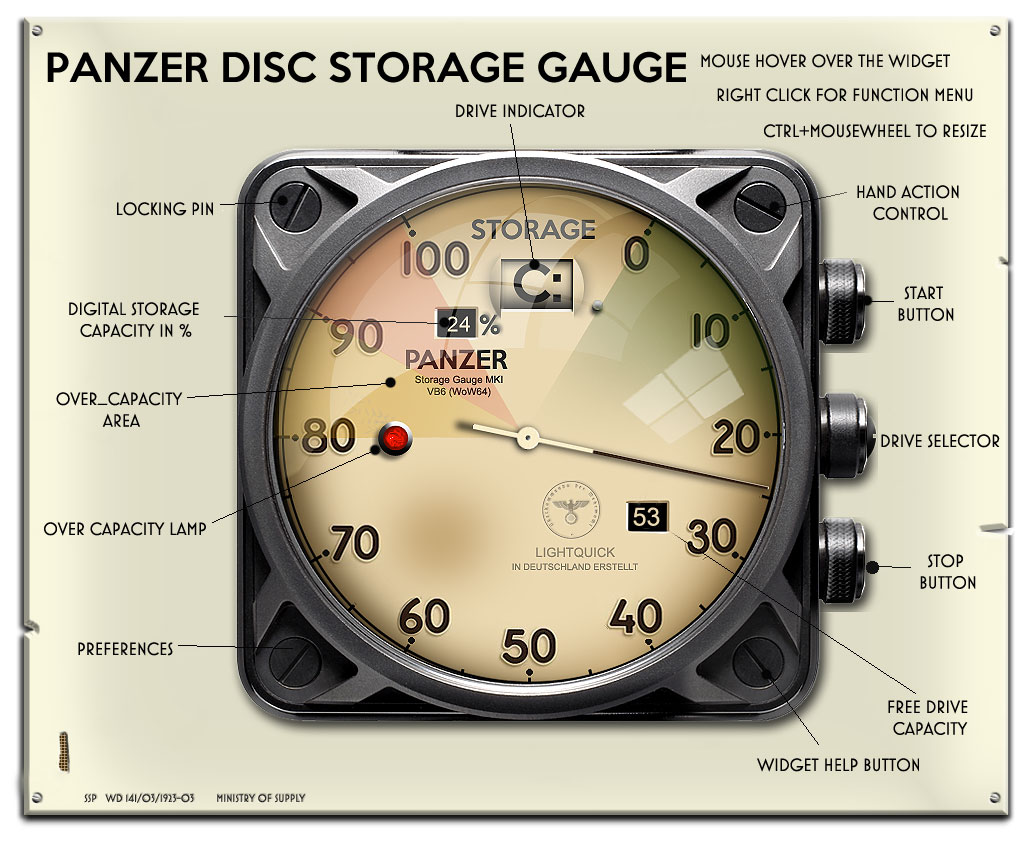 PANZER DISC STORAGE GAUGE
MOUSE HOVER OVER THE WIDGET
RIGHT CLICK FOR FUNCTION MENU
CTRL+MOUSEWHEEL TO RESIZE
DRIVE INDICATOR
LOCKING PIN
HAND ACTION
CONTROL
STORAGE
100
0
C:
DIGITAL STORAGE
CAPACITY IN %
START
BUTTON
24 %
90
10
PANZER
Storage Gauge MKI
VB6 (WoW64)
OVER_CAPACITY
AREA
80
20
DRIVE SELECTOR
OVER CAPACITY LAMP
53
70
30
LIGHTQUICK
IN DEUTSCHLAND ERSTELLT
STOP
BUTTON
60
40
50
PREFERENCES
FREE DRIVE
CAPACITY
WIDGET HELP BUTTON
SSP WD 141/03/1923-03 MINISTRY OF SUPPLY